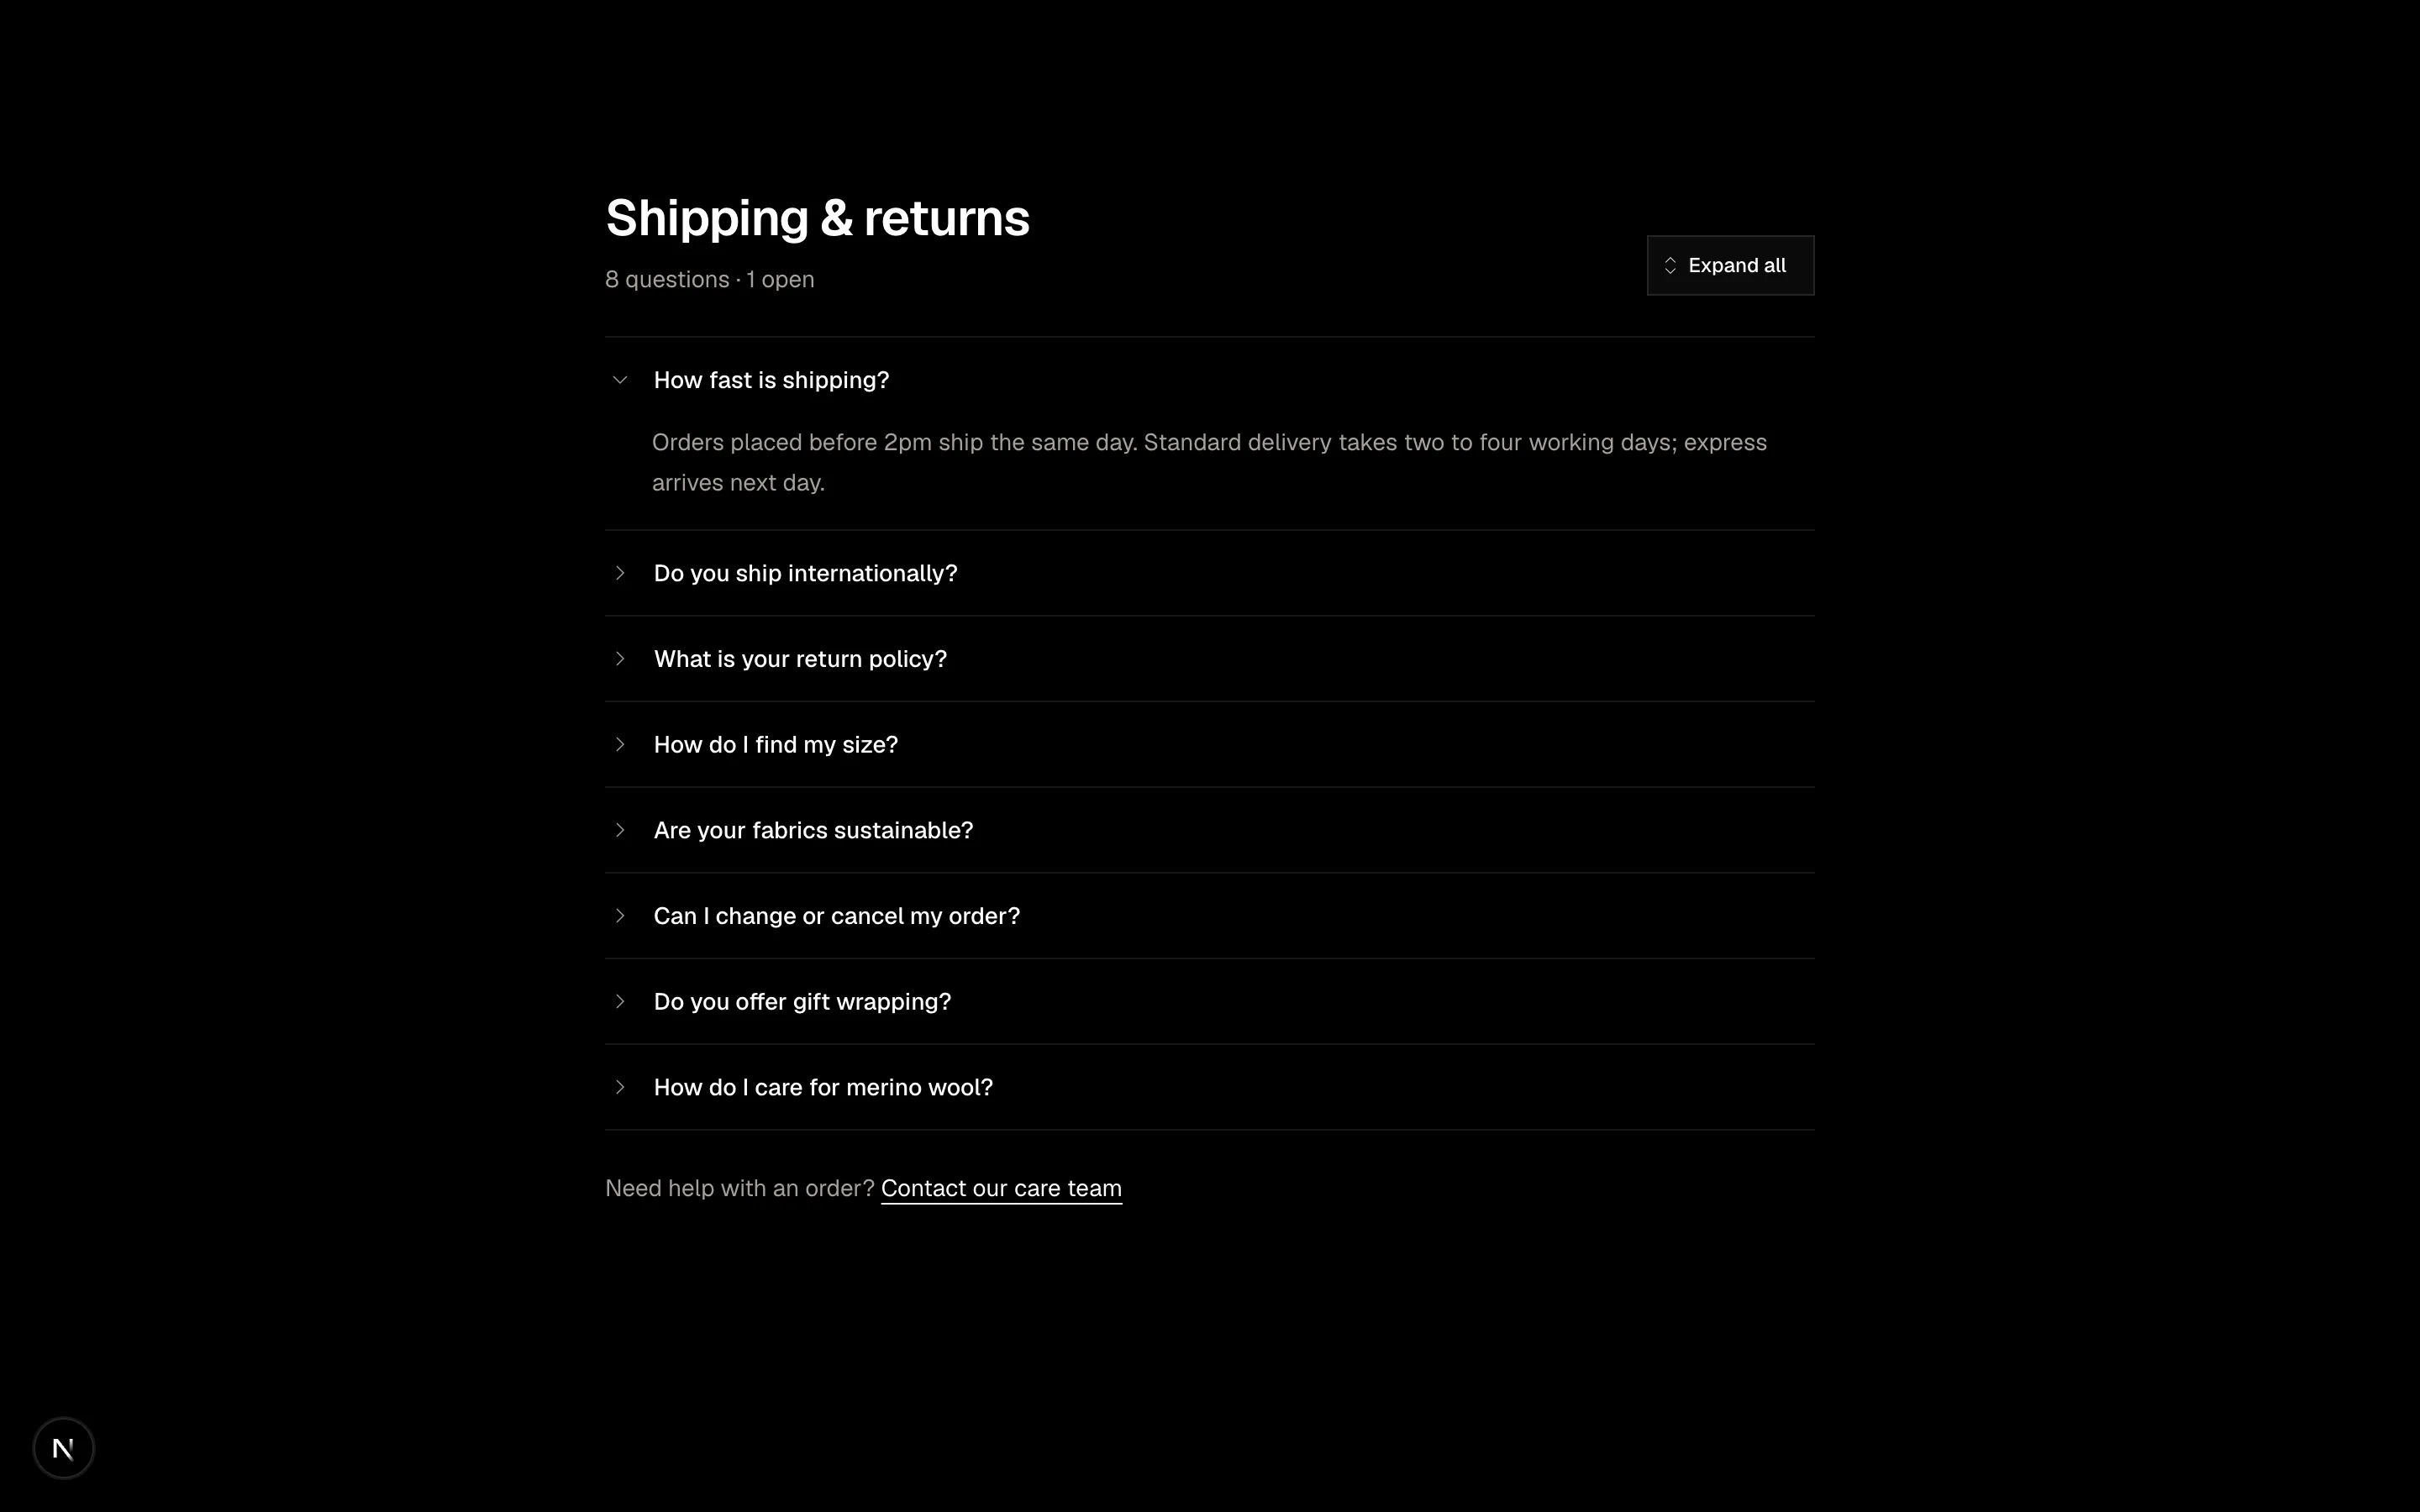 Shipping & returns
8 questions · 1 open
Expand all
How fast is shipping?
Orders placed before 2pm ship the same day. Standard delivery takes two to four working days; express
arrives next day.
Do you ship internationally?
What is your return policy?
How do I find my size?
Are your fabrics sustainable?
Can I change or cancel my order?
Do you offer gift wrapping?
How do I care for merino wool?
Need help with an order? Contact our care team
N